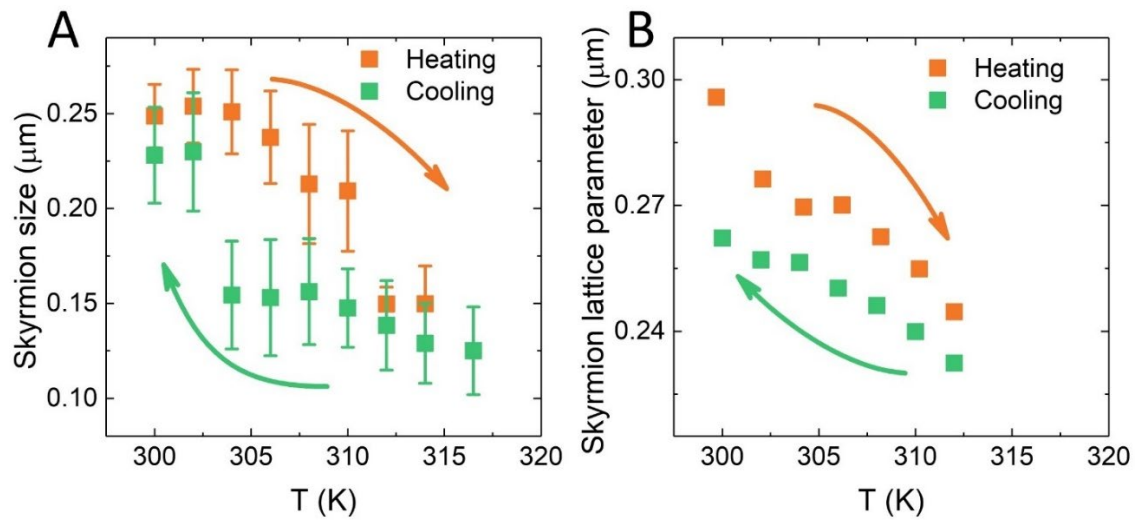 A
Skyrmion size (μm)
0.25
0.20
0.15
0.10
Heating
Cooling
300
305
310
315
320
T (K)
B
Skyrmion lattice parameter (μm)
0.30
0.27
0.24
Heating
Cooling
300
305
310
315
320
T (K)